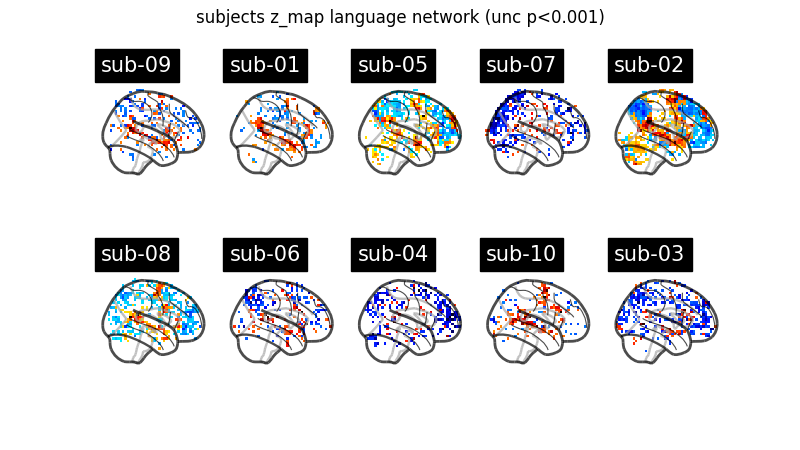 subjects z_map language network (unc p<0.001)
sub-09
sub-01
sub-05
sub-07
sub-02
sub-08
sub-06
sub-04
sub-10
sub-03